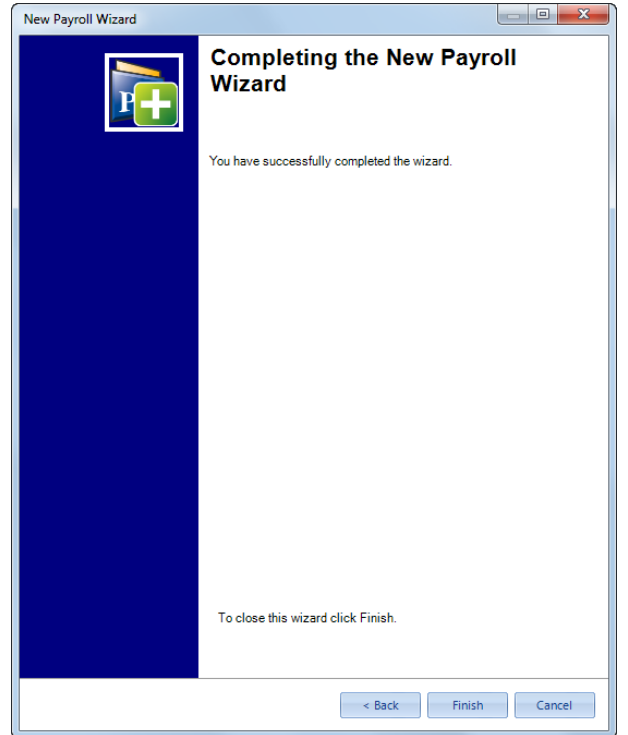 New Payroll Wizard
Completing the New Payroll
Wizard
You have successfully completed the wizard.
To close this wizard click Finish.
< Back Finish Cancel